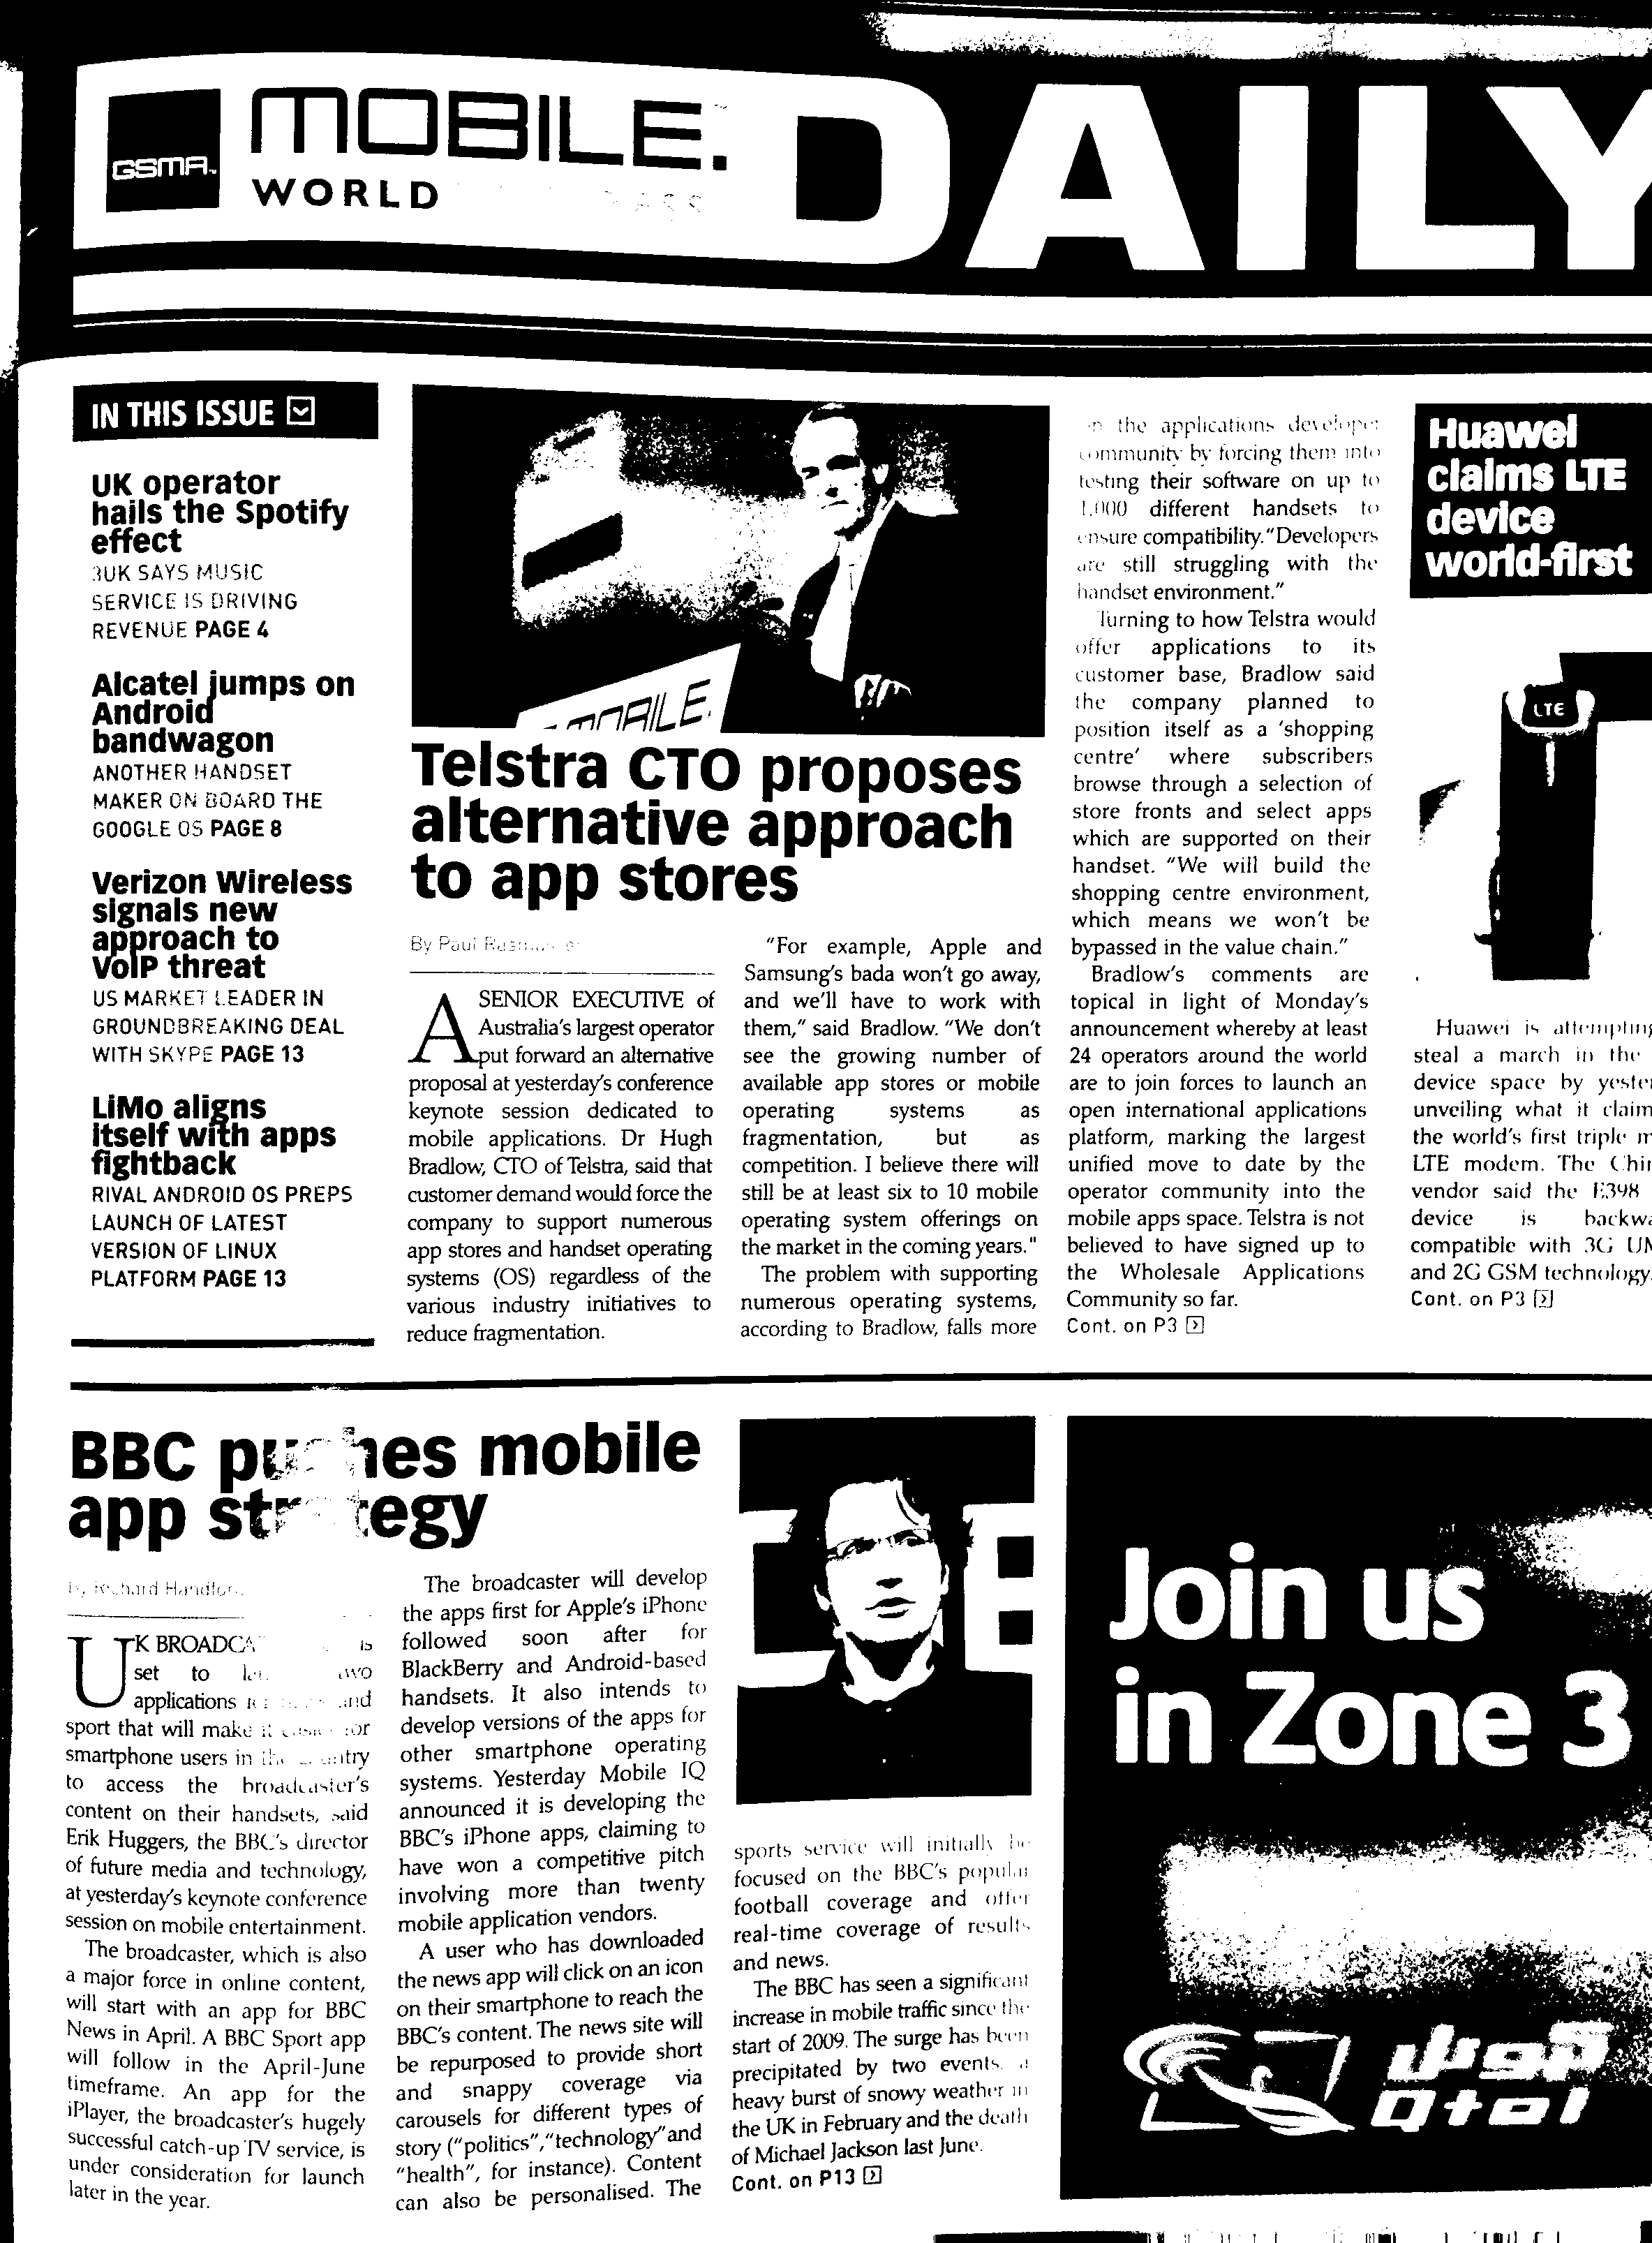 GSMA
MOBILE.
WORLD
DAILY
IN THIS ISSUE
UK operator
hails the Spotify
effect
3UK SAYS MUSIC
SERVICE IS DRIVING
REVENUE PAGE 4
Alcatel jumps on
Android
bandwagon
ANOTHER HANDSET
MAKER ON BOARD THE
GOOGLE OS PAGE 8
Verizon Wireless
signals new
approach to
VoIP threat
US MARKET LEADER IN
GROUNDBREAKING DEAL
WITH SKYPE PAGE 13
LiMo aligns
itself with apps
fightback
RIVAL ANDROID OS PREPS
LAUNCH OF LATEST
VERSION OF LINUX
PLATFORM PAGE 13
MOBILE.
Telstra CTO proposes
alternative approach
to app stores
By Paul
A SENIOR EXECUTIVE of
Australia's largest operator
put forward an alternative
proposal at yesterday's conference
keynote session dedicated to
mobile applications. Dr Hugh
Bradlow, CTO of Telstra, said that
customer demand would force the
company to support numerous
app stores and handset operating
systems (OS) regardless of the
various industry initiatives to
reduce fragmentation.
"For example, Apple and
Samsung's bada won't go away,
and we'll have to work with
them," said Bradlow. "We don't
see the growing number of
available app stores or mobile
operating systems as
fragmentation, but as
competition. I believe there will
still be at least six to 10 mobile
operating system offerings on
the market in the coming years."
The problem with supporting
numerous operating systems,
according to Bradlow, falls more
on the applications developer
community by forcing them into
testing their software on up to
1,000 different handsets to
ensure compatibility. "Developers
are still struggling with the
handset environment."
Turning to how Telstra would
offer applications to its
customer base, Bradlow said
the company planned to
position itself as a 'shopping
centre' where subscribers
browse through a selection of
store fronts and select apps
which are supported on their
handset. "We will build the
shopping centre environment,
which means we won't be
bypassed in the value chain."
Bradlow's comments are
topical in light of Monday's
announcement whereby at least
24 operators around the world
are to join forces to launch an
open international applications
platform, marking the largest
unified move to date by the
operator community into the
mobile apps space. Telstra is not
believed to have signed up to
the Wholesale Applications
Community so far.
Cont. on P3
Huawei
claims LTE
device
world-first
LTE
Huawei is attempting
steal a march in the
device space by
unveiling what it
the world's first triple
LTE modem. The
vendor said the E398
device is
compatible with 3G
and 2G GSM technology
Cont. on P3
BBC pushes mobile
app strategy
By Richard
UK is
set to two
applications and
sport that will make it for
smartphone users in the
to access the broadcaster's
content on their handsets, said
Erik Huggers, the BBC's director
of future media and technology,
at yesterday's keynote conference
session on mobile entertainment.
The broadcaster, which is also
a major force in online content,
will start with an app for BBC
News in April. A BBC Sport app
will follow in the April-June
timeframe. An app for the
iPlayer, the broadcaster's hugely
successful catch-up TV service, is
under consideration for launch
later in the year.
The broadcaster will develop
the apps first for Apple's iPhone
followed soon after for
BlackBerry and Android-based
handsets. It also intends to
develop versions of the apps for
other smartphone operating
systems. Yesterday Mobile IQ
announced it is developing the
BBC's iPhone apps, claiming to
have won a competitive pitch
involving more than twenty
mobile application vendors.
A user who has downloaded
the news app will click on an icon
on their smartphone to reach the
BBC's content. The news site will
be repurposed to provide short
and snappy coverage via
carousels for different types of
story ("politics", "technology" and
"health", for instance). Content
can also be personalised. The
sports service will initially be
focused on the BBC's popular
football coverage and offer
real-time coverage of results
and news.
The BBC has seen a significant
increase in mobile traffic since the
start of 2009. The surge has been
precipitated by two events, a
heavy burst of snowy weather in
the UK in February and the death
of Michael Jackson last June.
Cont. on P13
Join us
in Zone 3
كيوتل
Qtel